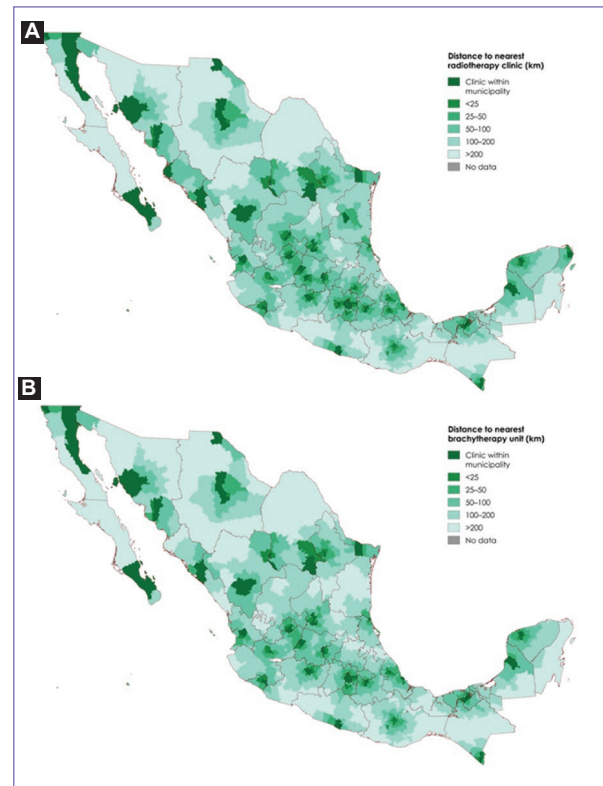 A
Distance to nearest
radiotherapy clinic (km)
Clinic within
municipality
<25
25–50
50–100
100–200
>200
No data
B
Distance to nearest
brachytherapy unit (km)
Clinic within
municipality
<25
25–50
50–100
100–200
>200
No data